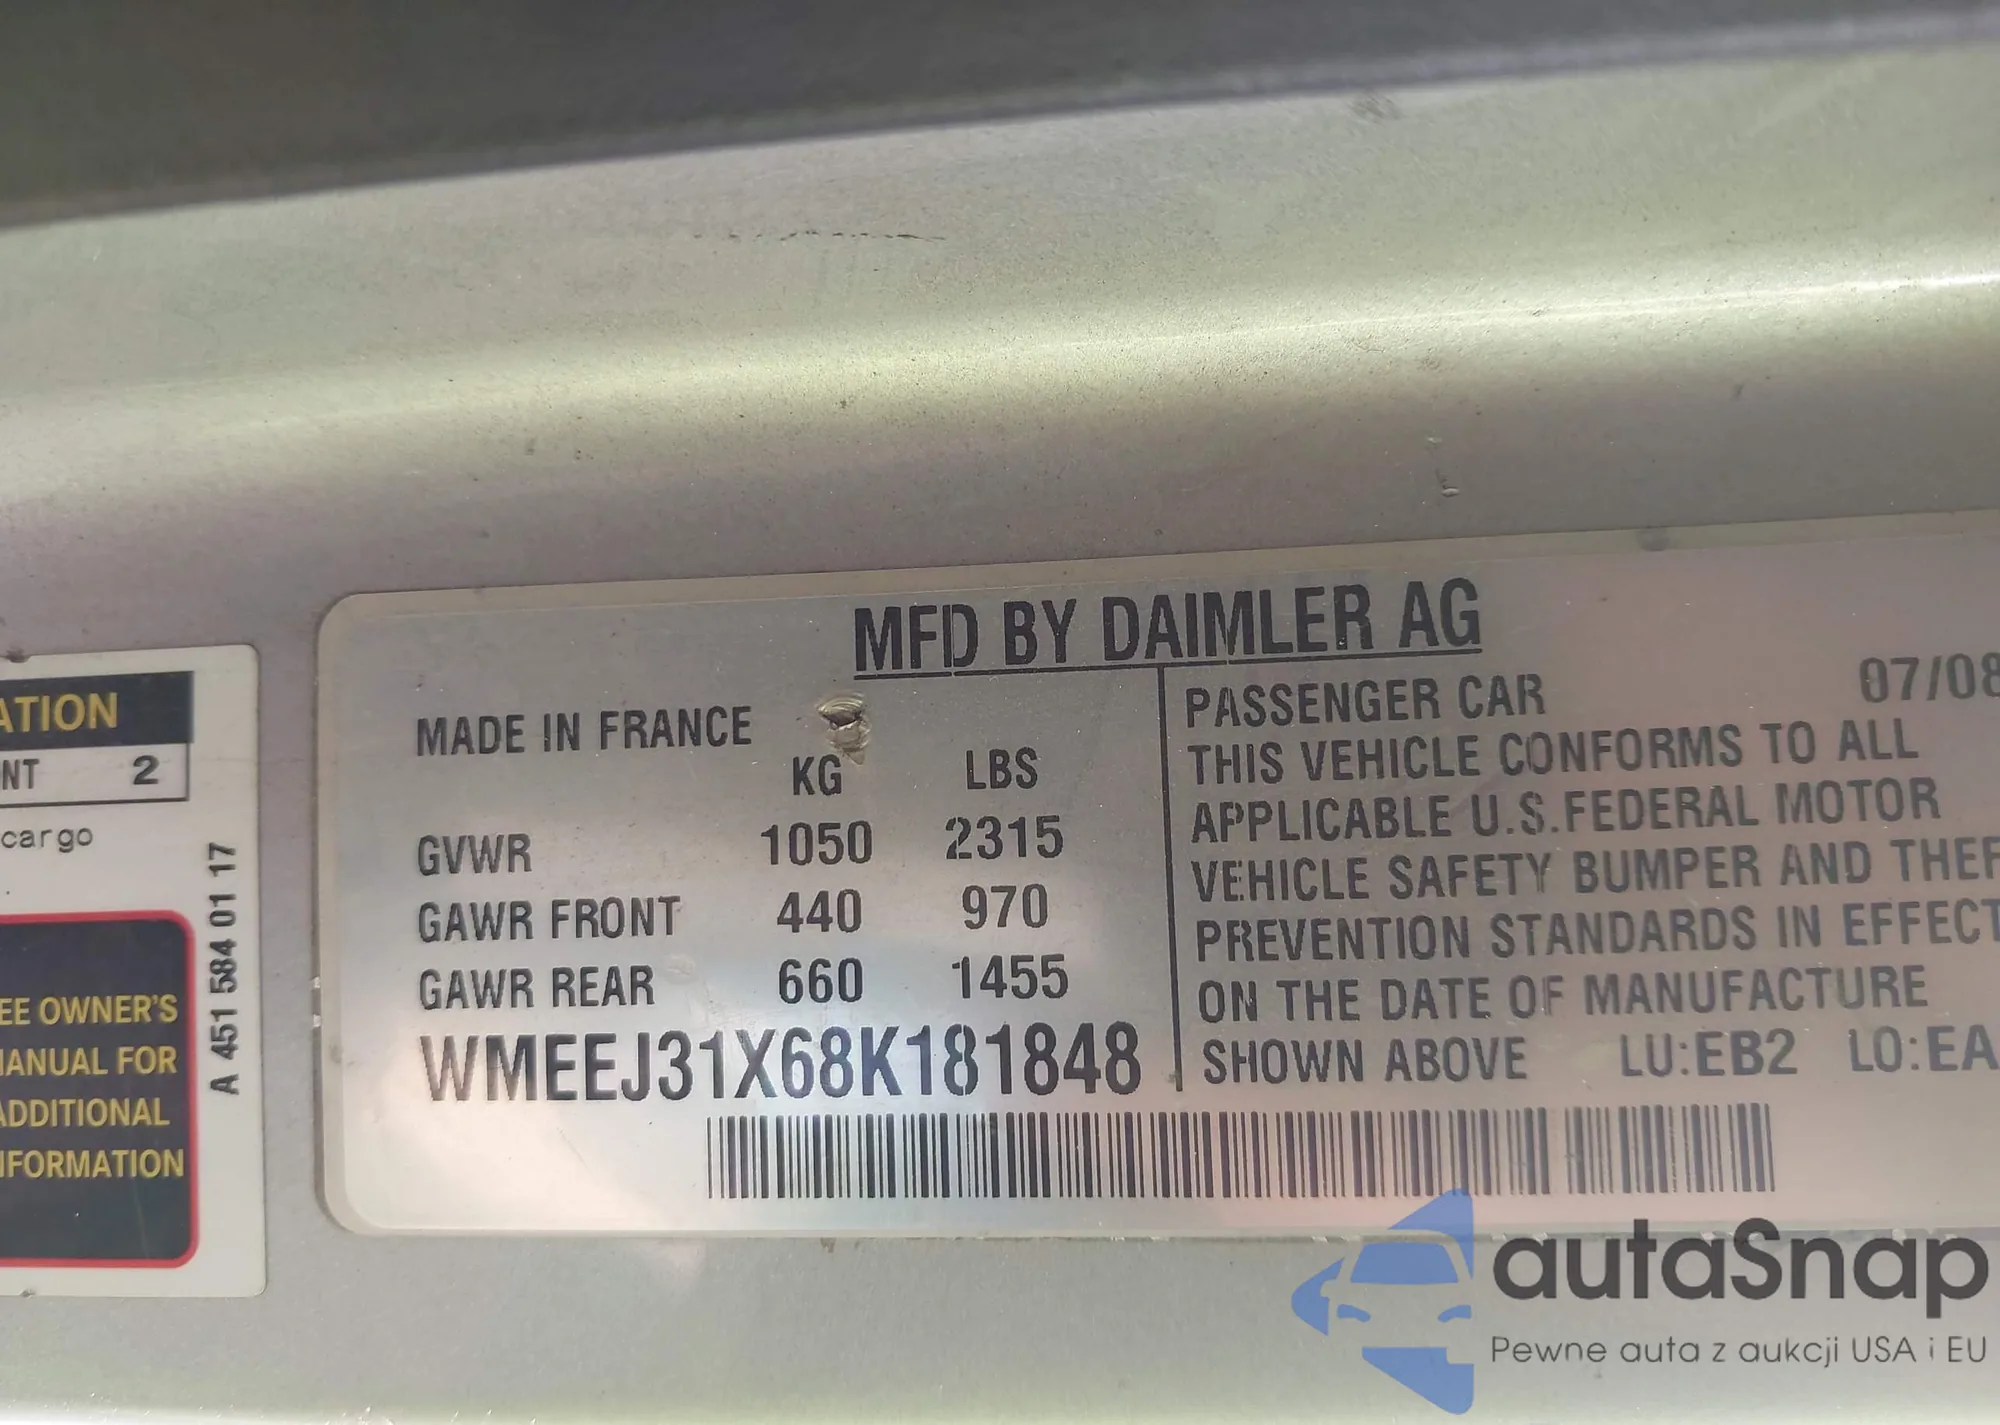 ATION
NT 2
cargo
EE OWNER'S
ANUAL FOR
ADDITIONAL
FORMATION
A 451 584 01 17
MFD BY DAIMLER AG
MADE IN FRANCE
KG LBS
GVWR 1050 2315
GAWR FRONT 440 970
GAWR REAR 660 1455
WMEEJ31X68K181848
PASSENGER CAR 07/08
THIS VEHICLE CONFORMS TO ALL
APPLICABLE U.S.FEDERAL MOTOR
VEHICLE SAFETY BUMPER AND THEF
PREVENTION STANDARDS IN EFFECT
ON THE DATE OF MANUFACTURE
SHOWN ABOVE LU:EB2 LO:EA
autaSnap
Pewne auta z aukcji USA i EU